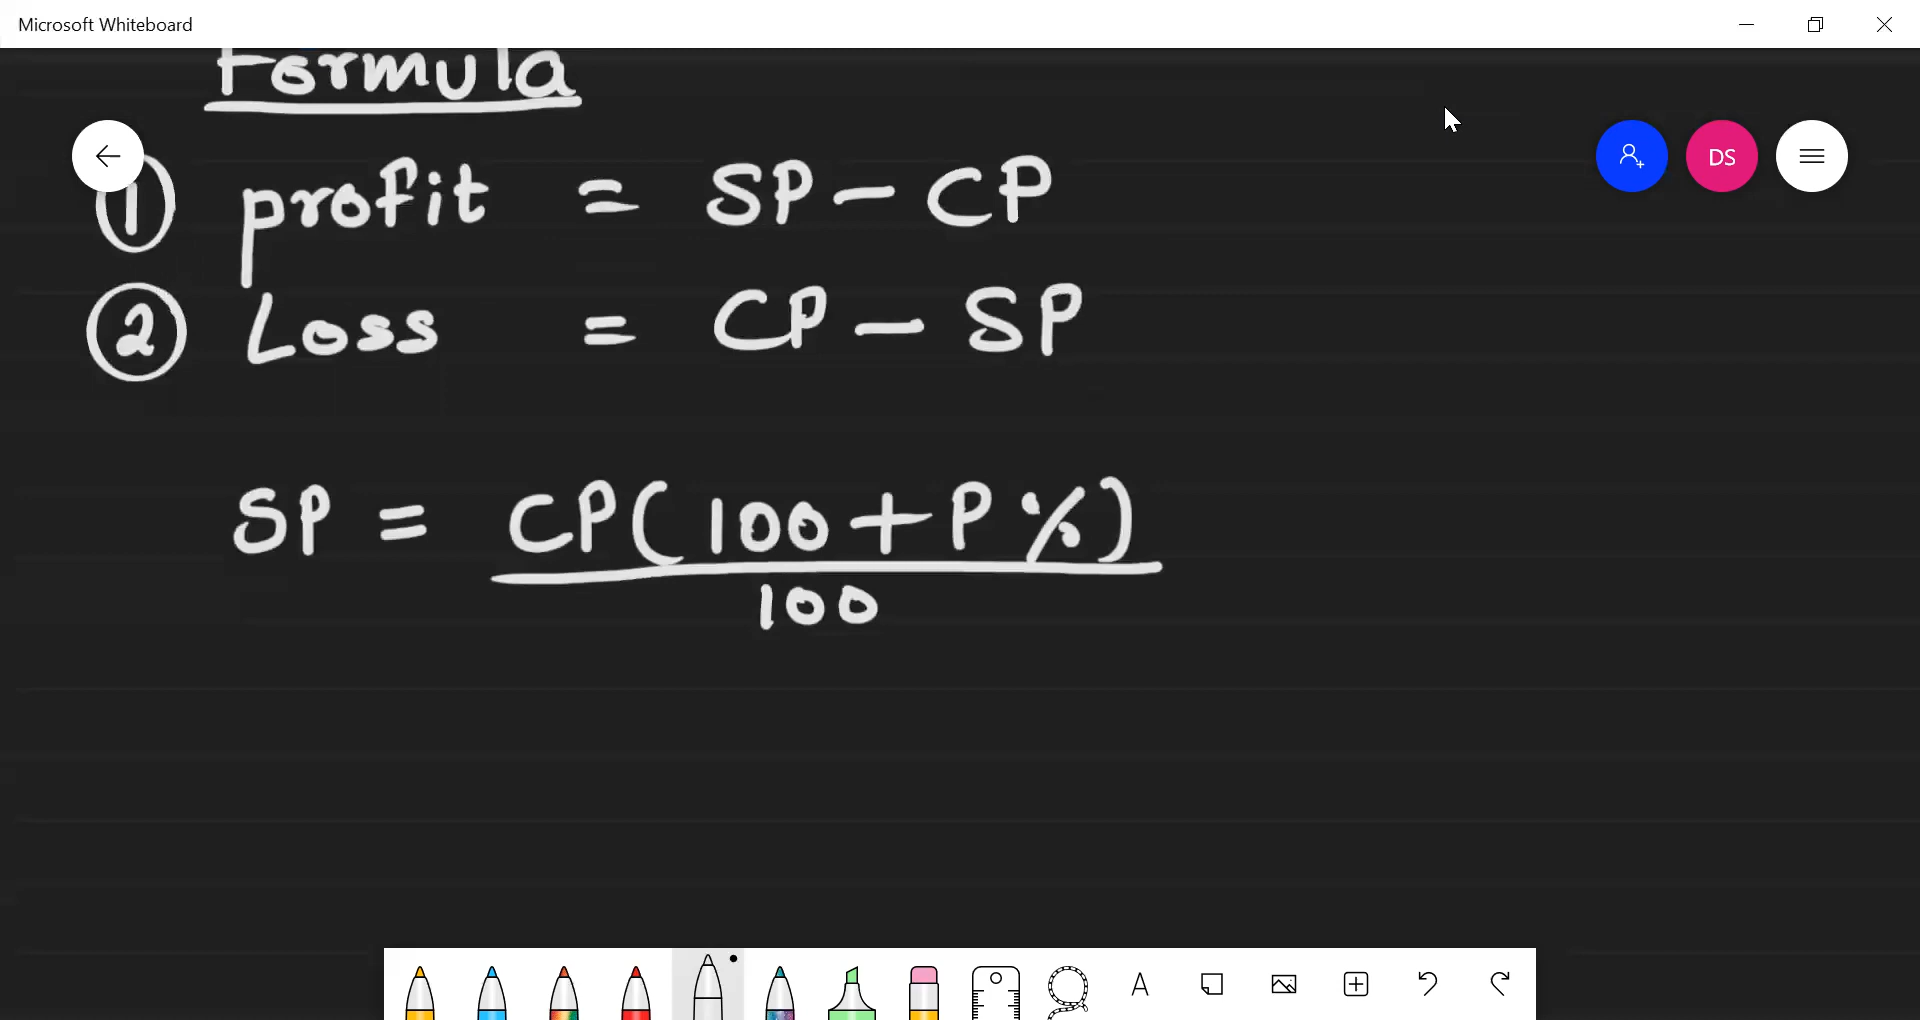 Microsoft Whiteboard
Formula
DS
① profit = SP - CP
② Loss = CP - SP
SP = CP(100 + P%)
100
A